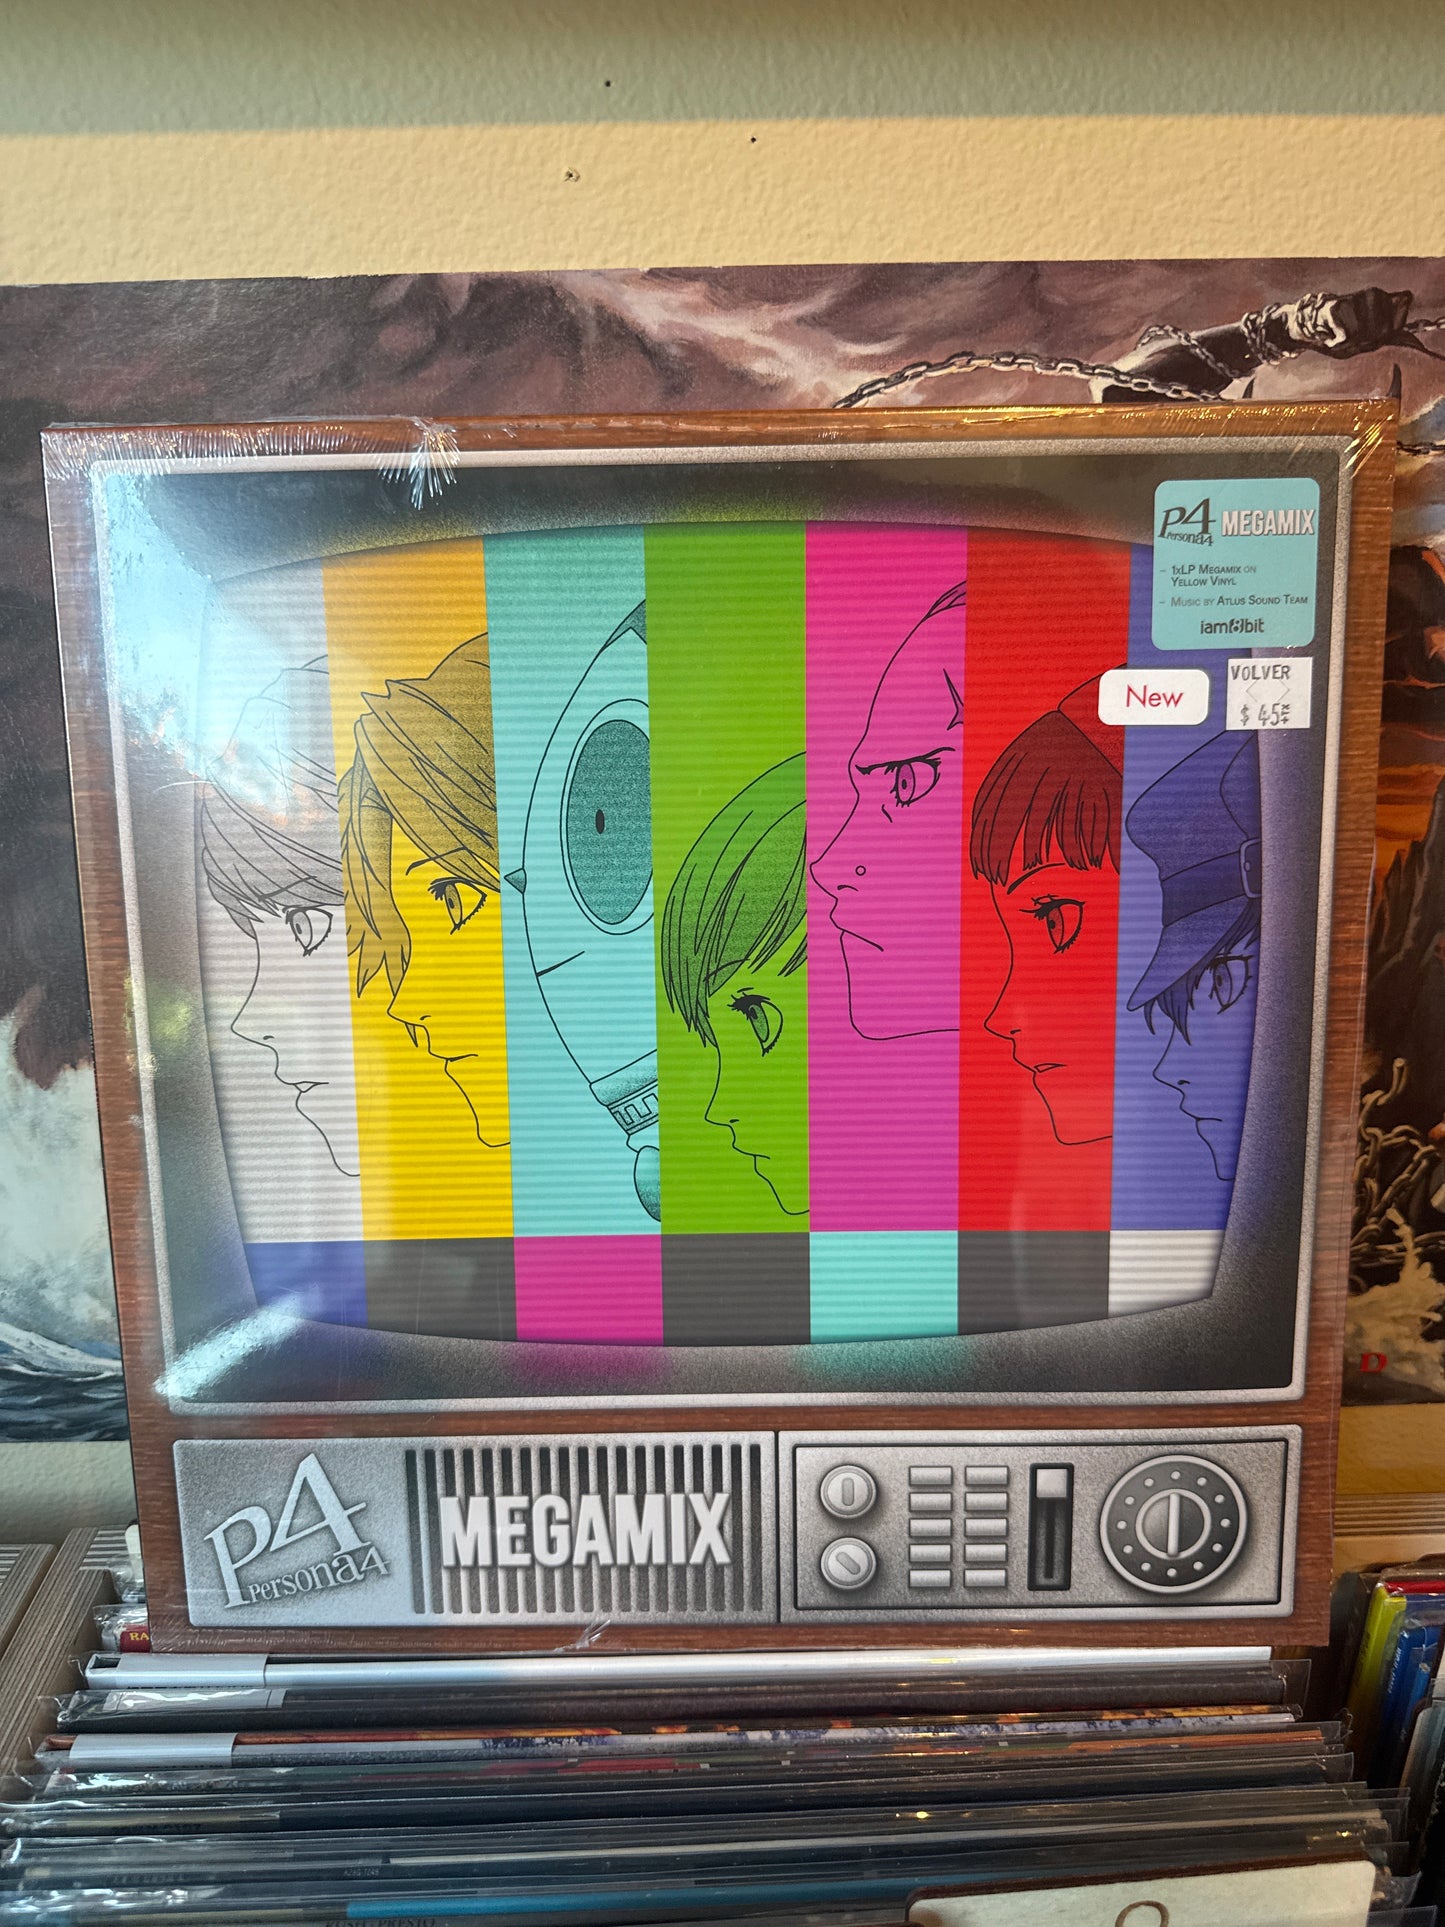 P4 MEGAMIX
Persona4
– 1xLP Megamix on
Yellow Vinyl
– Music by Atlus Sound Team
iam8bit
New
VOLVER
$ 45
D
P4
Persona4
MEGAMIX
RA